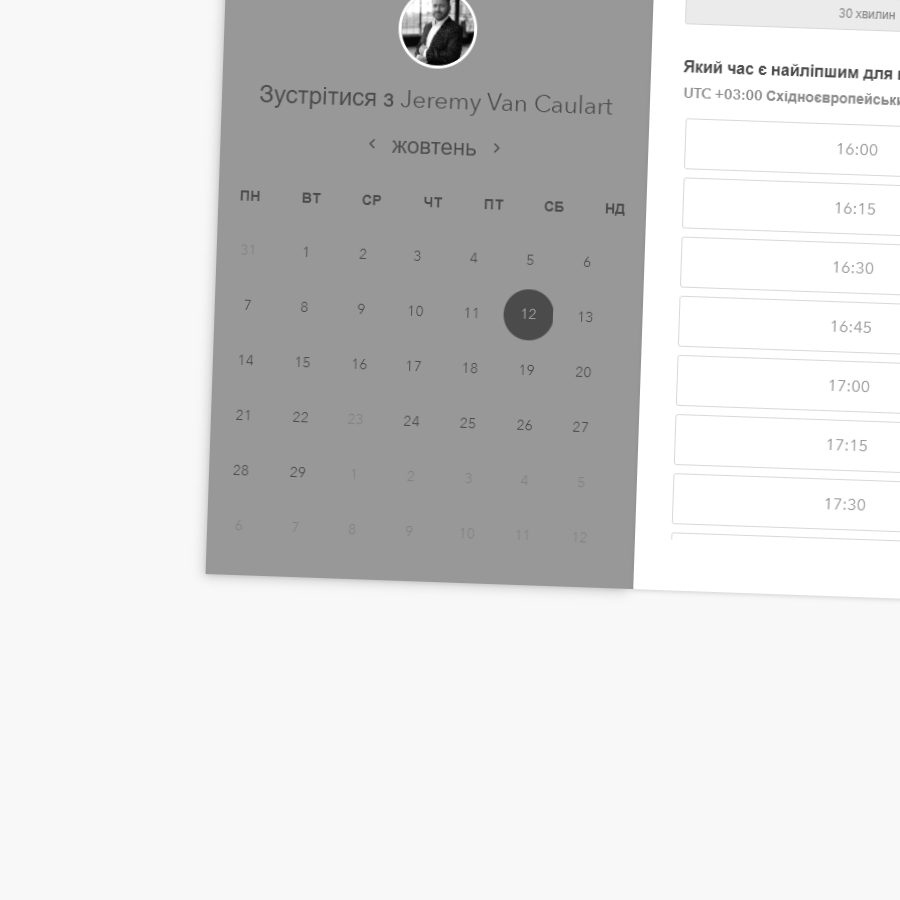 30 хвилин
Зустрітися з Jeremy Van Caulart
жовтень
ПН ВТ СР ЧТ ПТ СБ НД
31 1 2 3 4 5 6
7 8 9 10 11 12 13
14 15 16 17 18 19 20
21 22 23 24 25 26 27
28 29 1 2 3 4 5
6 7 8 9 10 11 12
Який час є найліпшим для
UTC +03:00
16:00
16:15
16:30
16:45
17:00
17:15
17:30